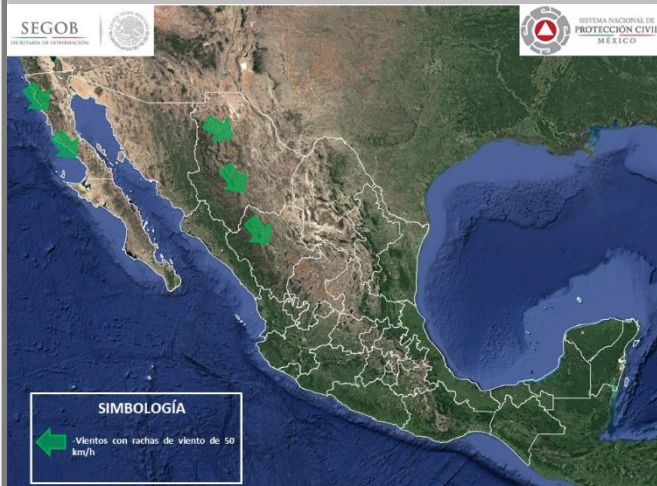 SEGOB
SECRETARÍA DE GOBERNACIÓN
SISTEMA NACIONAL DE
PROTECCIÓN CIVIL
MÉXICO
SIMBOLOGÍA
-Vientos con rachas de viento de 50
km/h